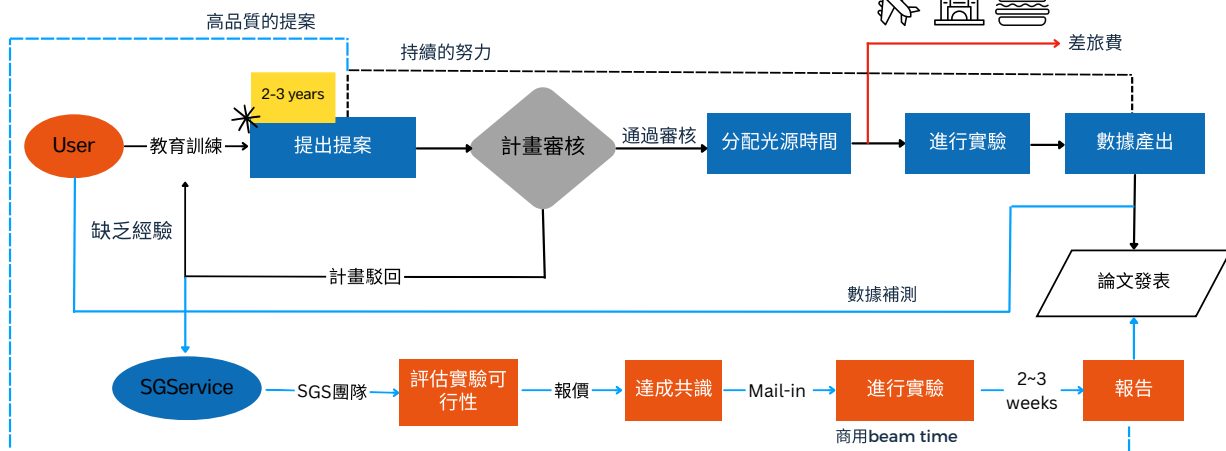 高品質的提案
持續的努力
差旅費
2-3 years
User
教育訓練
提出提案
計畫審核
通過審核
分配光源時間
進行實驗
數據產出
缺乏經驗
計畫駁回
論文發表
數據補測
SGService
SGS團隊
評估實驗可
行性
報價
達成共識
Mail-in
進行實驗
商用beam time
2~3
weeks
報告